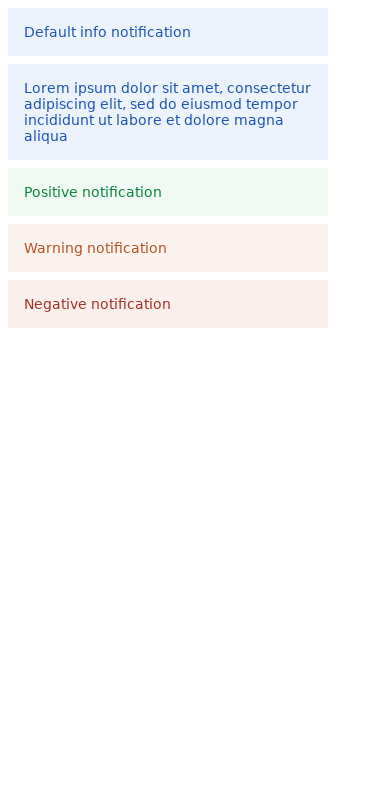 Default info notification
Lorem ipsum dolor sit amet, consectetur
adipiscing elit, sed do eiusmod tempor
incididunt ut labore et dolore magna
aliqua
Positive notification
Warning notification
Negative notification